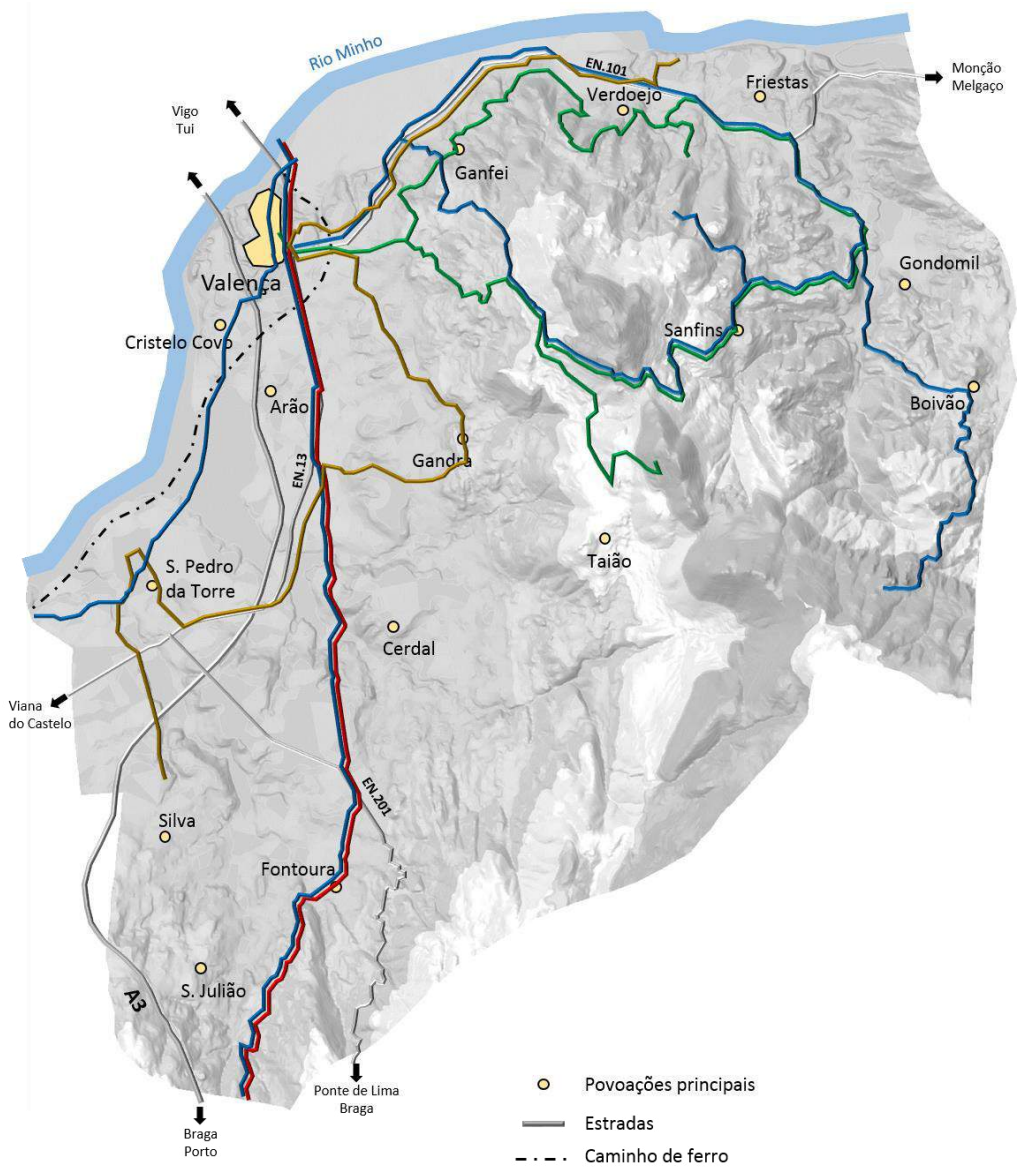 Rio Minho
EN.101
Monção
Melgaço
Friestas
Verdoejo
Vigo
Tui
Ganfei
Gondomil
Valença
Sanfins
Cristelo Covo
Boivão
Arão
Gandra
EN.13
Taião
S. Pedro
da Torre
Cerdal
Viana
do Castelo
EN.201
Silva
Fontoura
S. Julião
A3
Ponte de Lima
Braga
Braga
Porto
Povoações principais
Estradas
Caminho de ferro